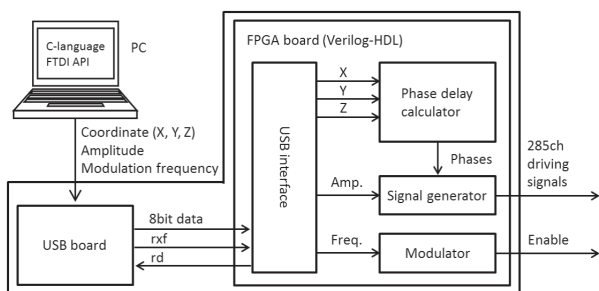 C-language
FTDI API
PC
FPGA board (Verilog-HDL)
X
Y
Z
Phase delay
calculator
USB interface
Coordinate (X, Y, Z)
Amplitude
Modulation frequency
Phases
285ch
driving
signals
Amp.
Signal generator
USB board
8bit data
rxf
rd
Freq.
Modulator
Enable